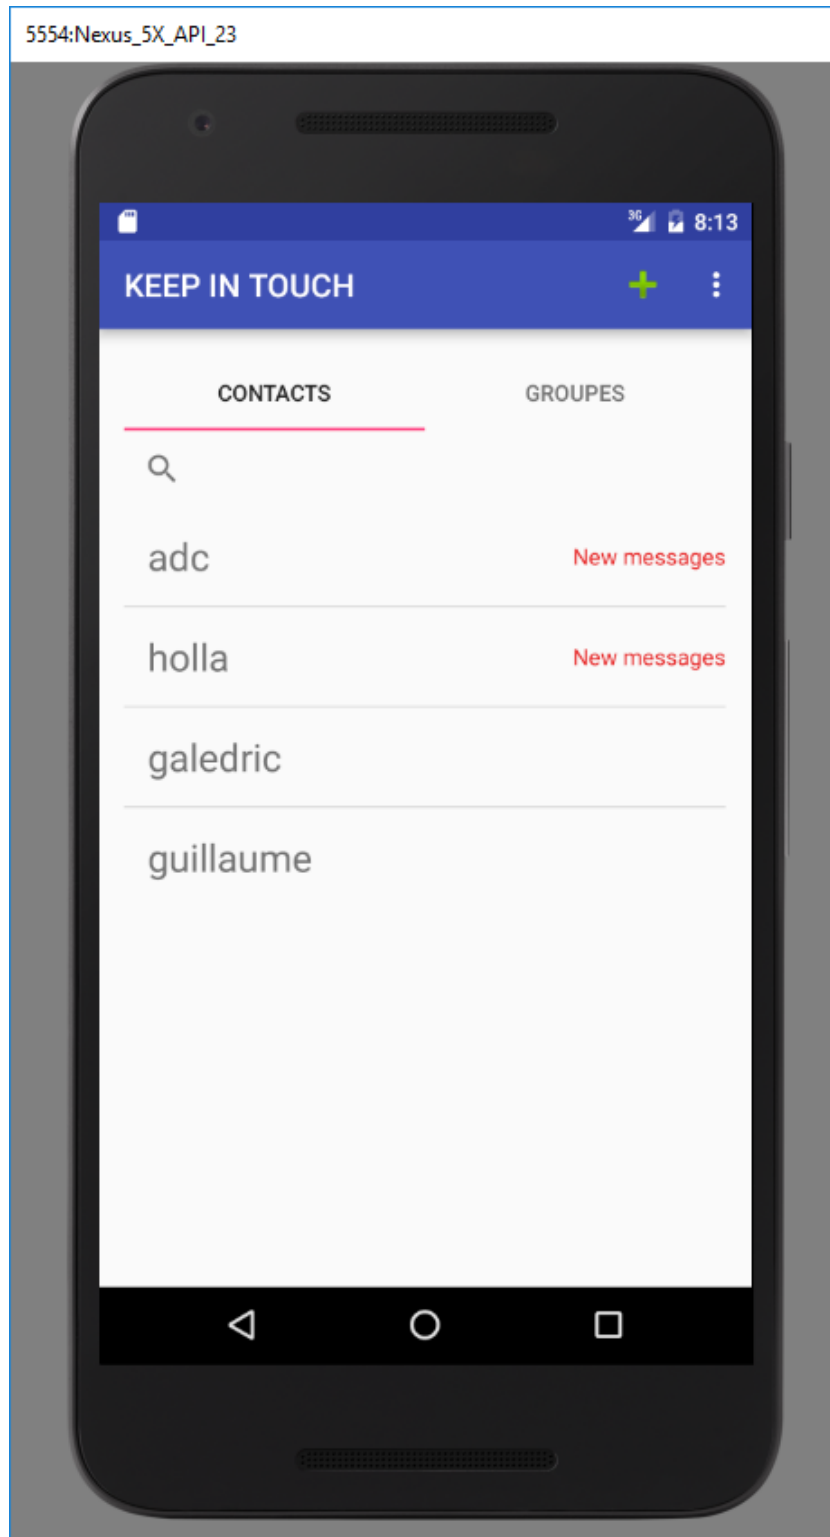 5554:Nexus_5X_API_23
3G 8:13
KEEP IN TOUCH
CONTACTS GROUPES
adc New messages
holla New messages
galedric
guillaume